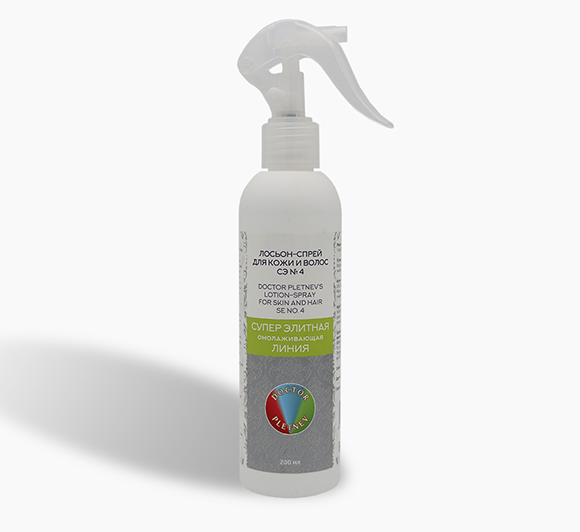 ЛОСЬОН-СПРЕЙ
ДЛЯ КОЖИ И ВОЛОС
СЭ № 4
DOCTOR PLETNEV'S
LOTION-SPRAY
FOR SKIN AND HAIR
SE NO. 4
СУПЕР ЭЛИТНАЯ
ОМОЛАЖИВАЮЩАЯ
ЛИНИЯ
DOCTOR
PLETNEV
200 мл